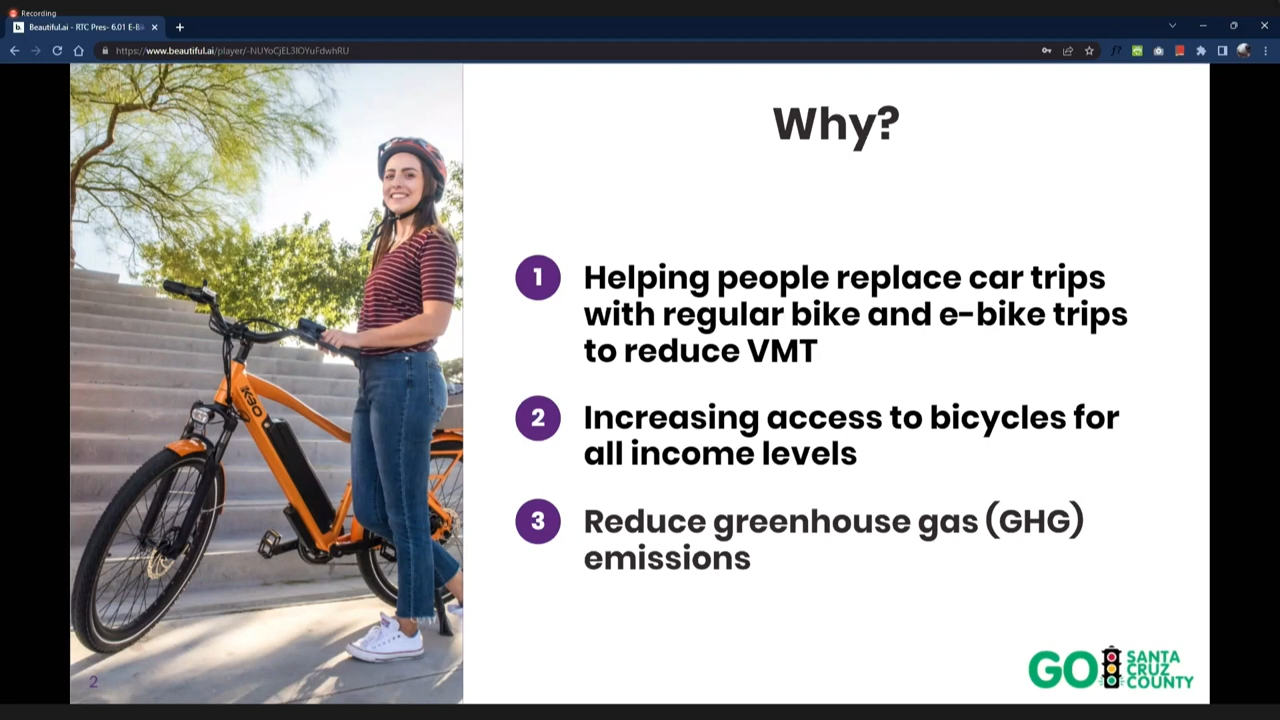 Recording
Beautiful.ai - RTC Pres- 6.01 E-Bi
https://www.beautiful.ai/player/-NUYoCjEL3lOYuFdwhRU
f?
Why?
KBO
1 Helping people replace car trips
with regular bike and e-bike trips
to reduce VMT
2 Increasing access to bicycles for
all income levels
3 Reduce greenhouse gas (GHG)
emissions
2
GO SANTA
CRUZ
COUNTY